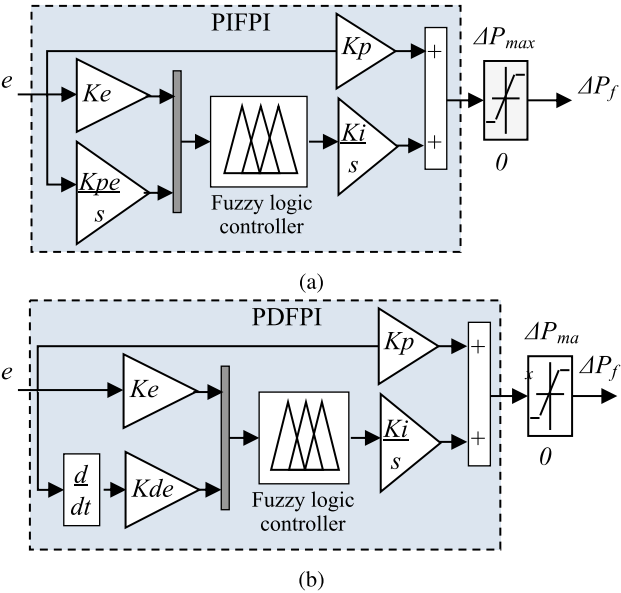 PIFPI
Kp
+
ΔPmax
e
Ke
ΔPf
Ki
s
+
0
Kpe
s
Fuzzy logic
controller
(a)
PDFPI
Kp
+
ΔPma
x
e
Ke
ΔPf
Ki
s
+
0
d
dt
Kde
Fuzzy logic
controller
(b)